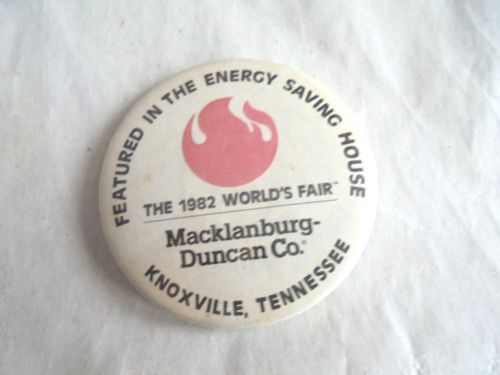 FEATURED IN THE ENERGY SAVING HOUSE
THE 1982 WORLD'S FAIR™
Macklanburg-
Duncan Co.®
KNOXVILLE, TENNESSEE